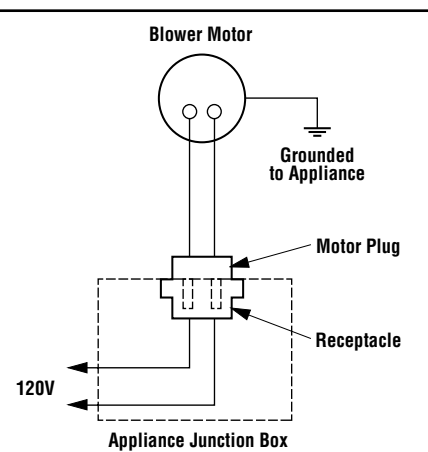 Blower Motor
Grounded
to Appliance
Motor Plug
Receptacle
120V
Appliance Junction Box